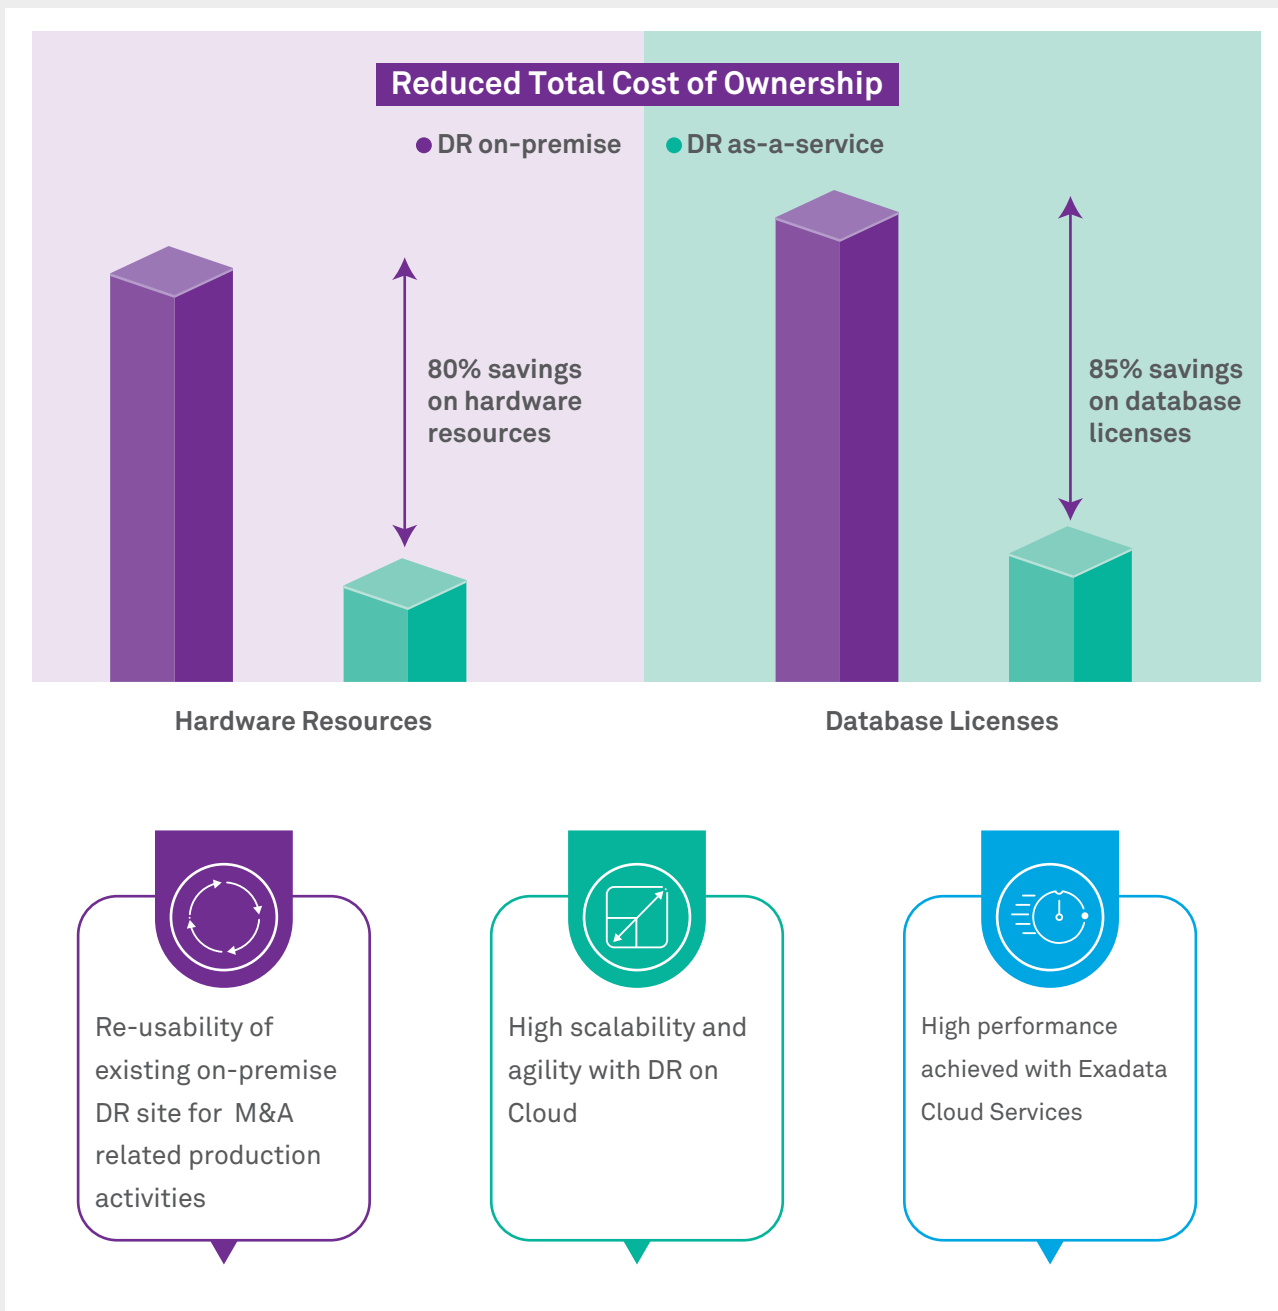 Reduced Total Cost of Ownership
DR on-premise
DR as-a-service
80% savings
on hardware
resources
85% savings
on database
licenses
Hardware Resources
Database Licenses
Re-usability of
existing on-premise
DR site for  M&A
related production
activities
High scalability and
agility with DR on
Cloud
High performance
achieved with Exadata
Cloud Services